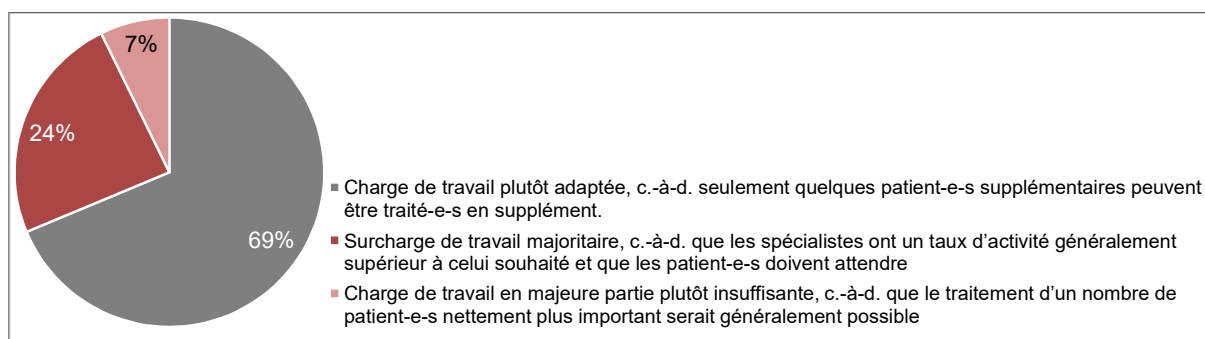 7%
24%
69%
Charge de travail plutôt adaptée, c.-à-d. seulement quelques patient-e-s supplémentaires peuvent
être traité-e-s en supplément.
Surcharge de travail majoritaire, c.-à-d. que les spécialistes ont un taux d’activité généralement
supérieur à celui souhaité et que les patient-e-s doivent attendre
Charge de travail en majeure partie plutôt insuffisante, c.-à-d. que le traitement d’un nombre de
patient-e-s nettement plus important serait généralement possible